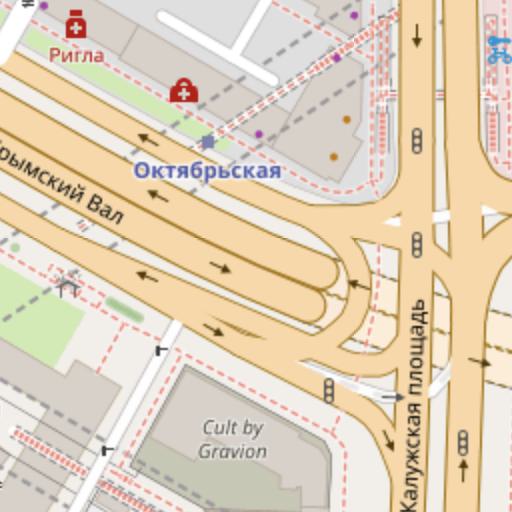 Ригла
Октябрьская
рымский Вал
Калужская площадь
Cult by
Gravion